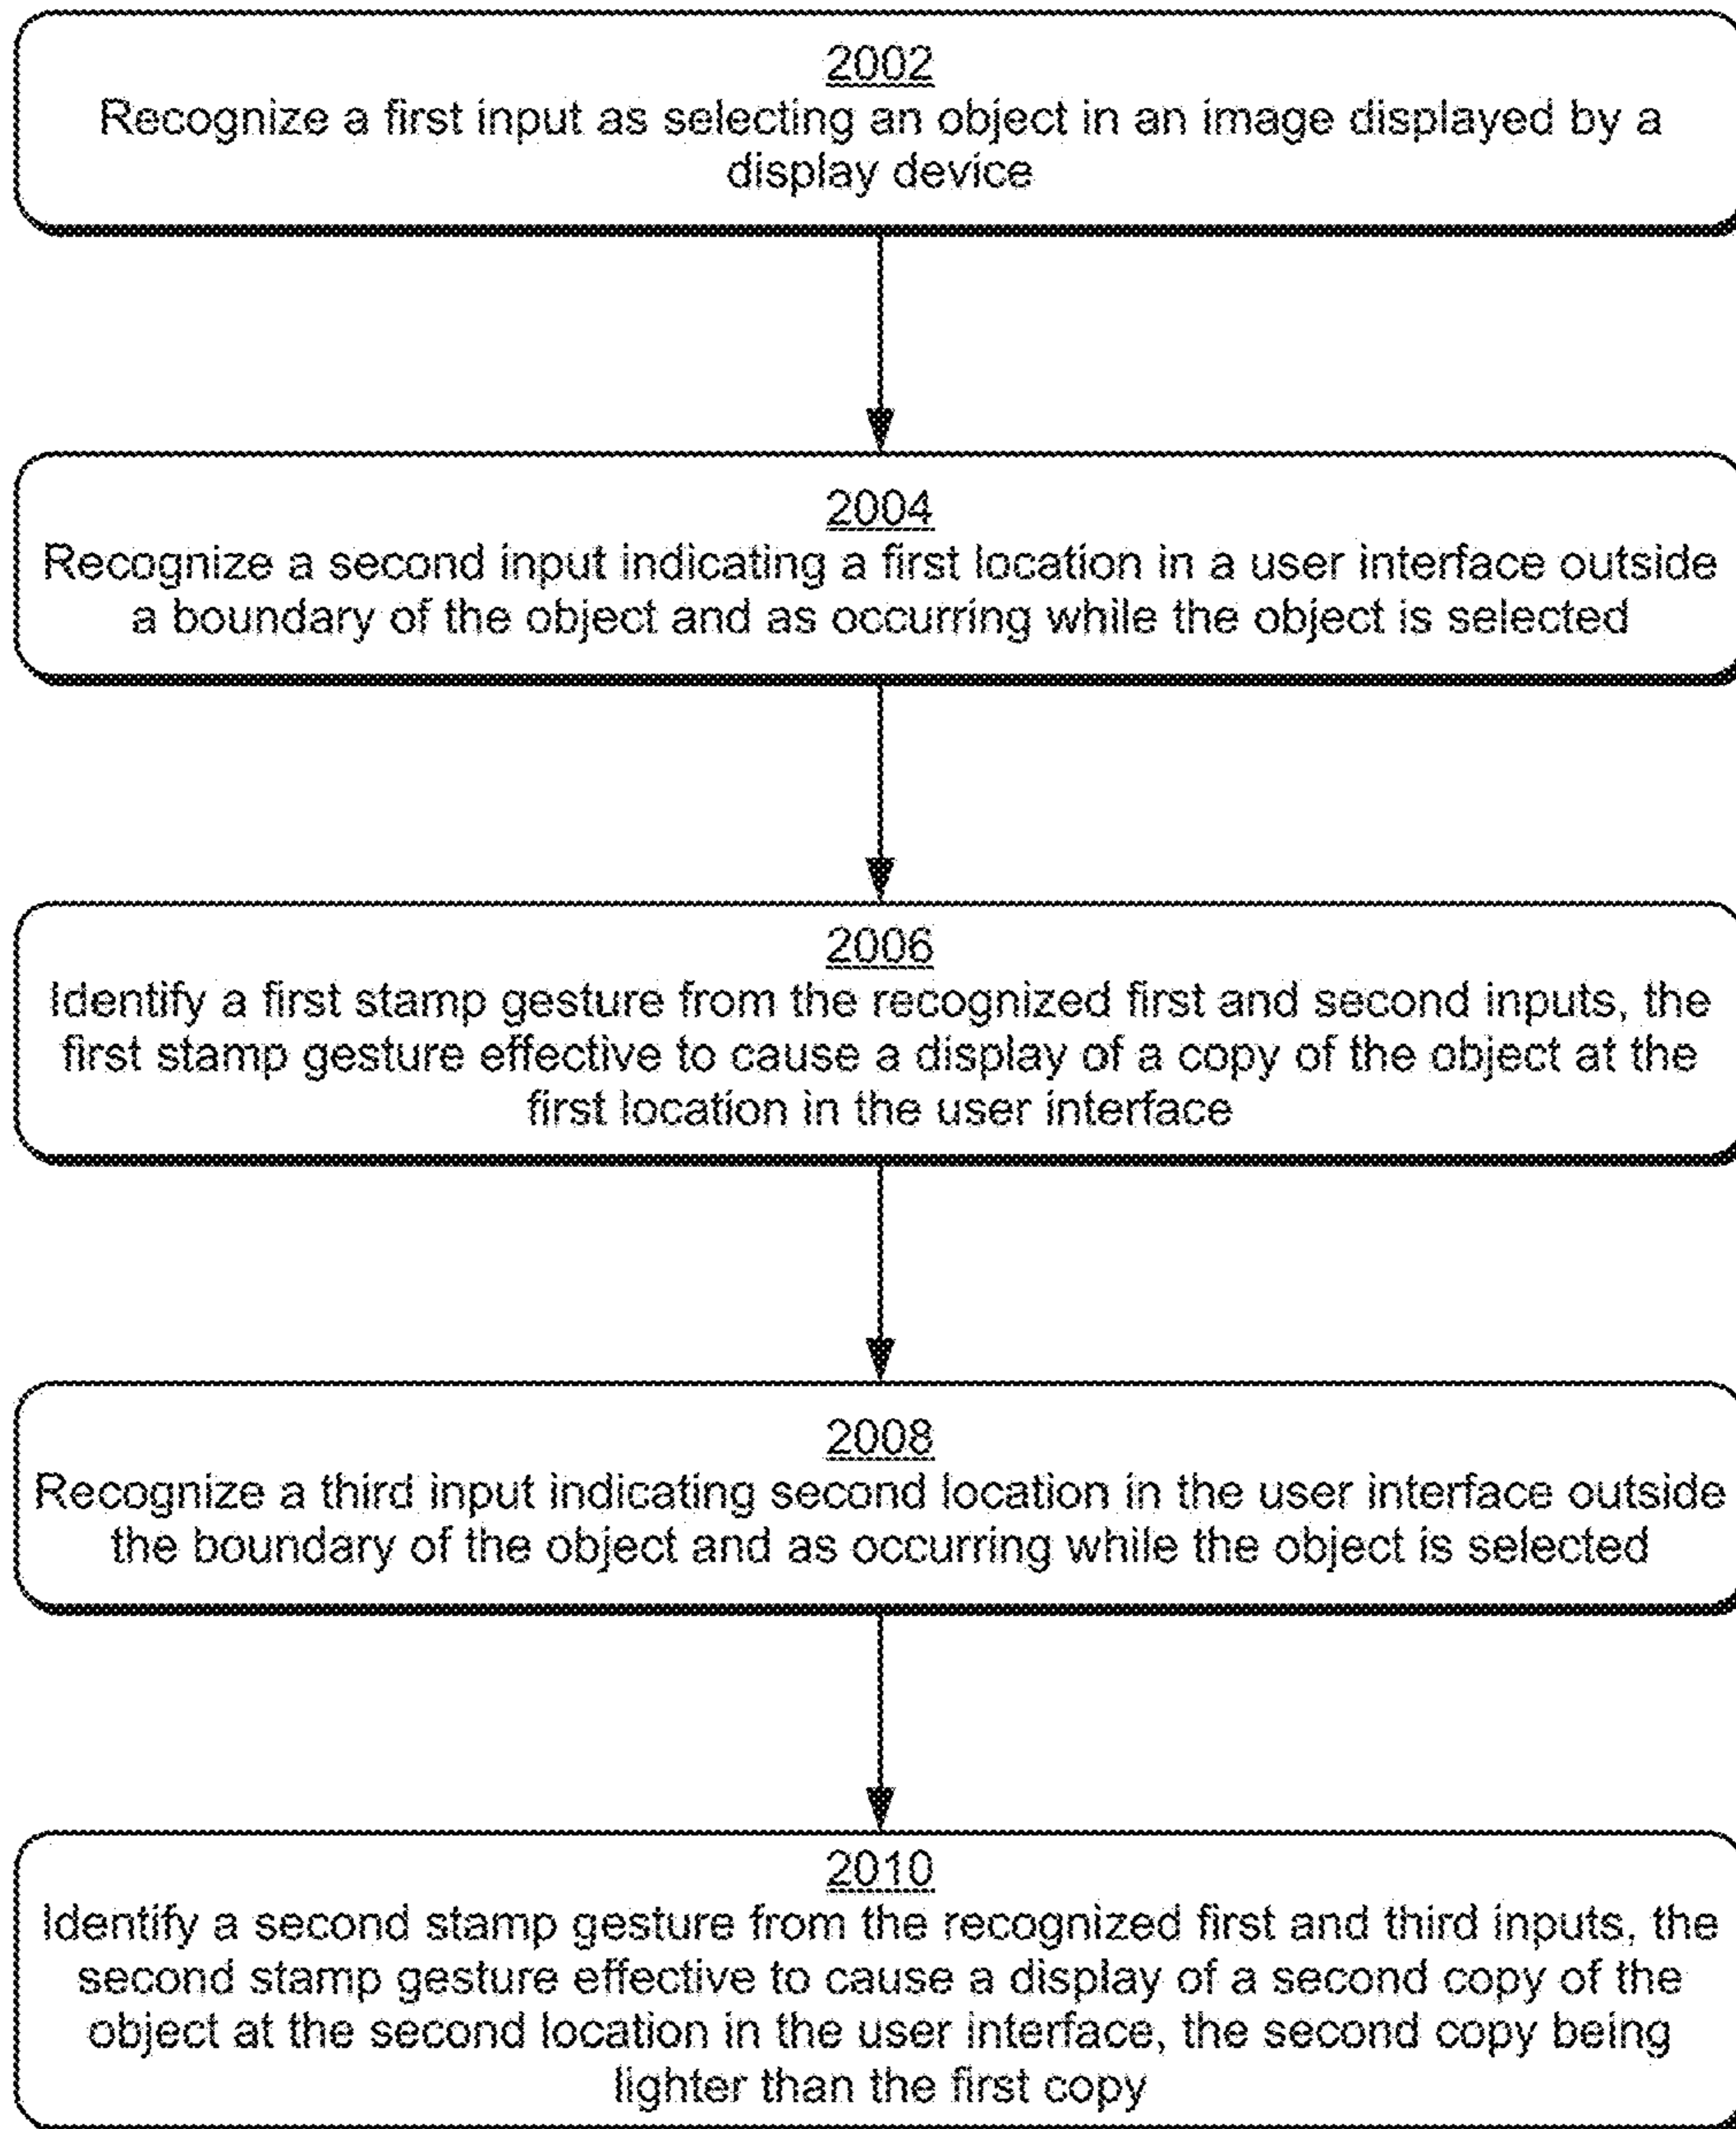 2002
Recognize a first input as selecting an object in an image displayed by a
display device
2004
Recognize a second input indicating a first location in a user interface outside
a boundary of the object and as occurring while the object is selected
2006
Identify a first stamp gesture from the recognized first and second inputs, the
first stamp gesture effective to cause a display of a copy of the object at the
first location in the user interface
2008
Recognize a third input indicating second location in the user interface outside
the boundary of the object and as occurring while the object is selected
2010
Identify a second stamp gesture from the recognized first and third inputs, the
second stamp gesture effective to cause a display of a second copy of the
object at the second location in the user interface, the second copy being
lighter than the first copy